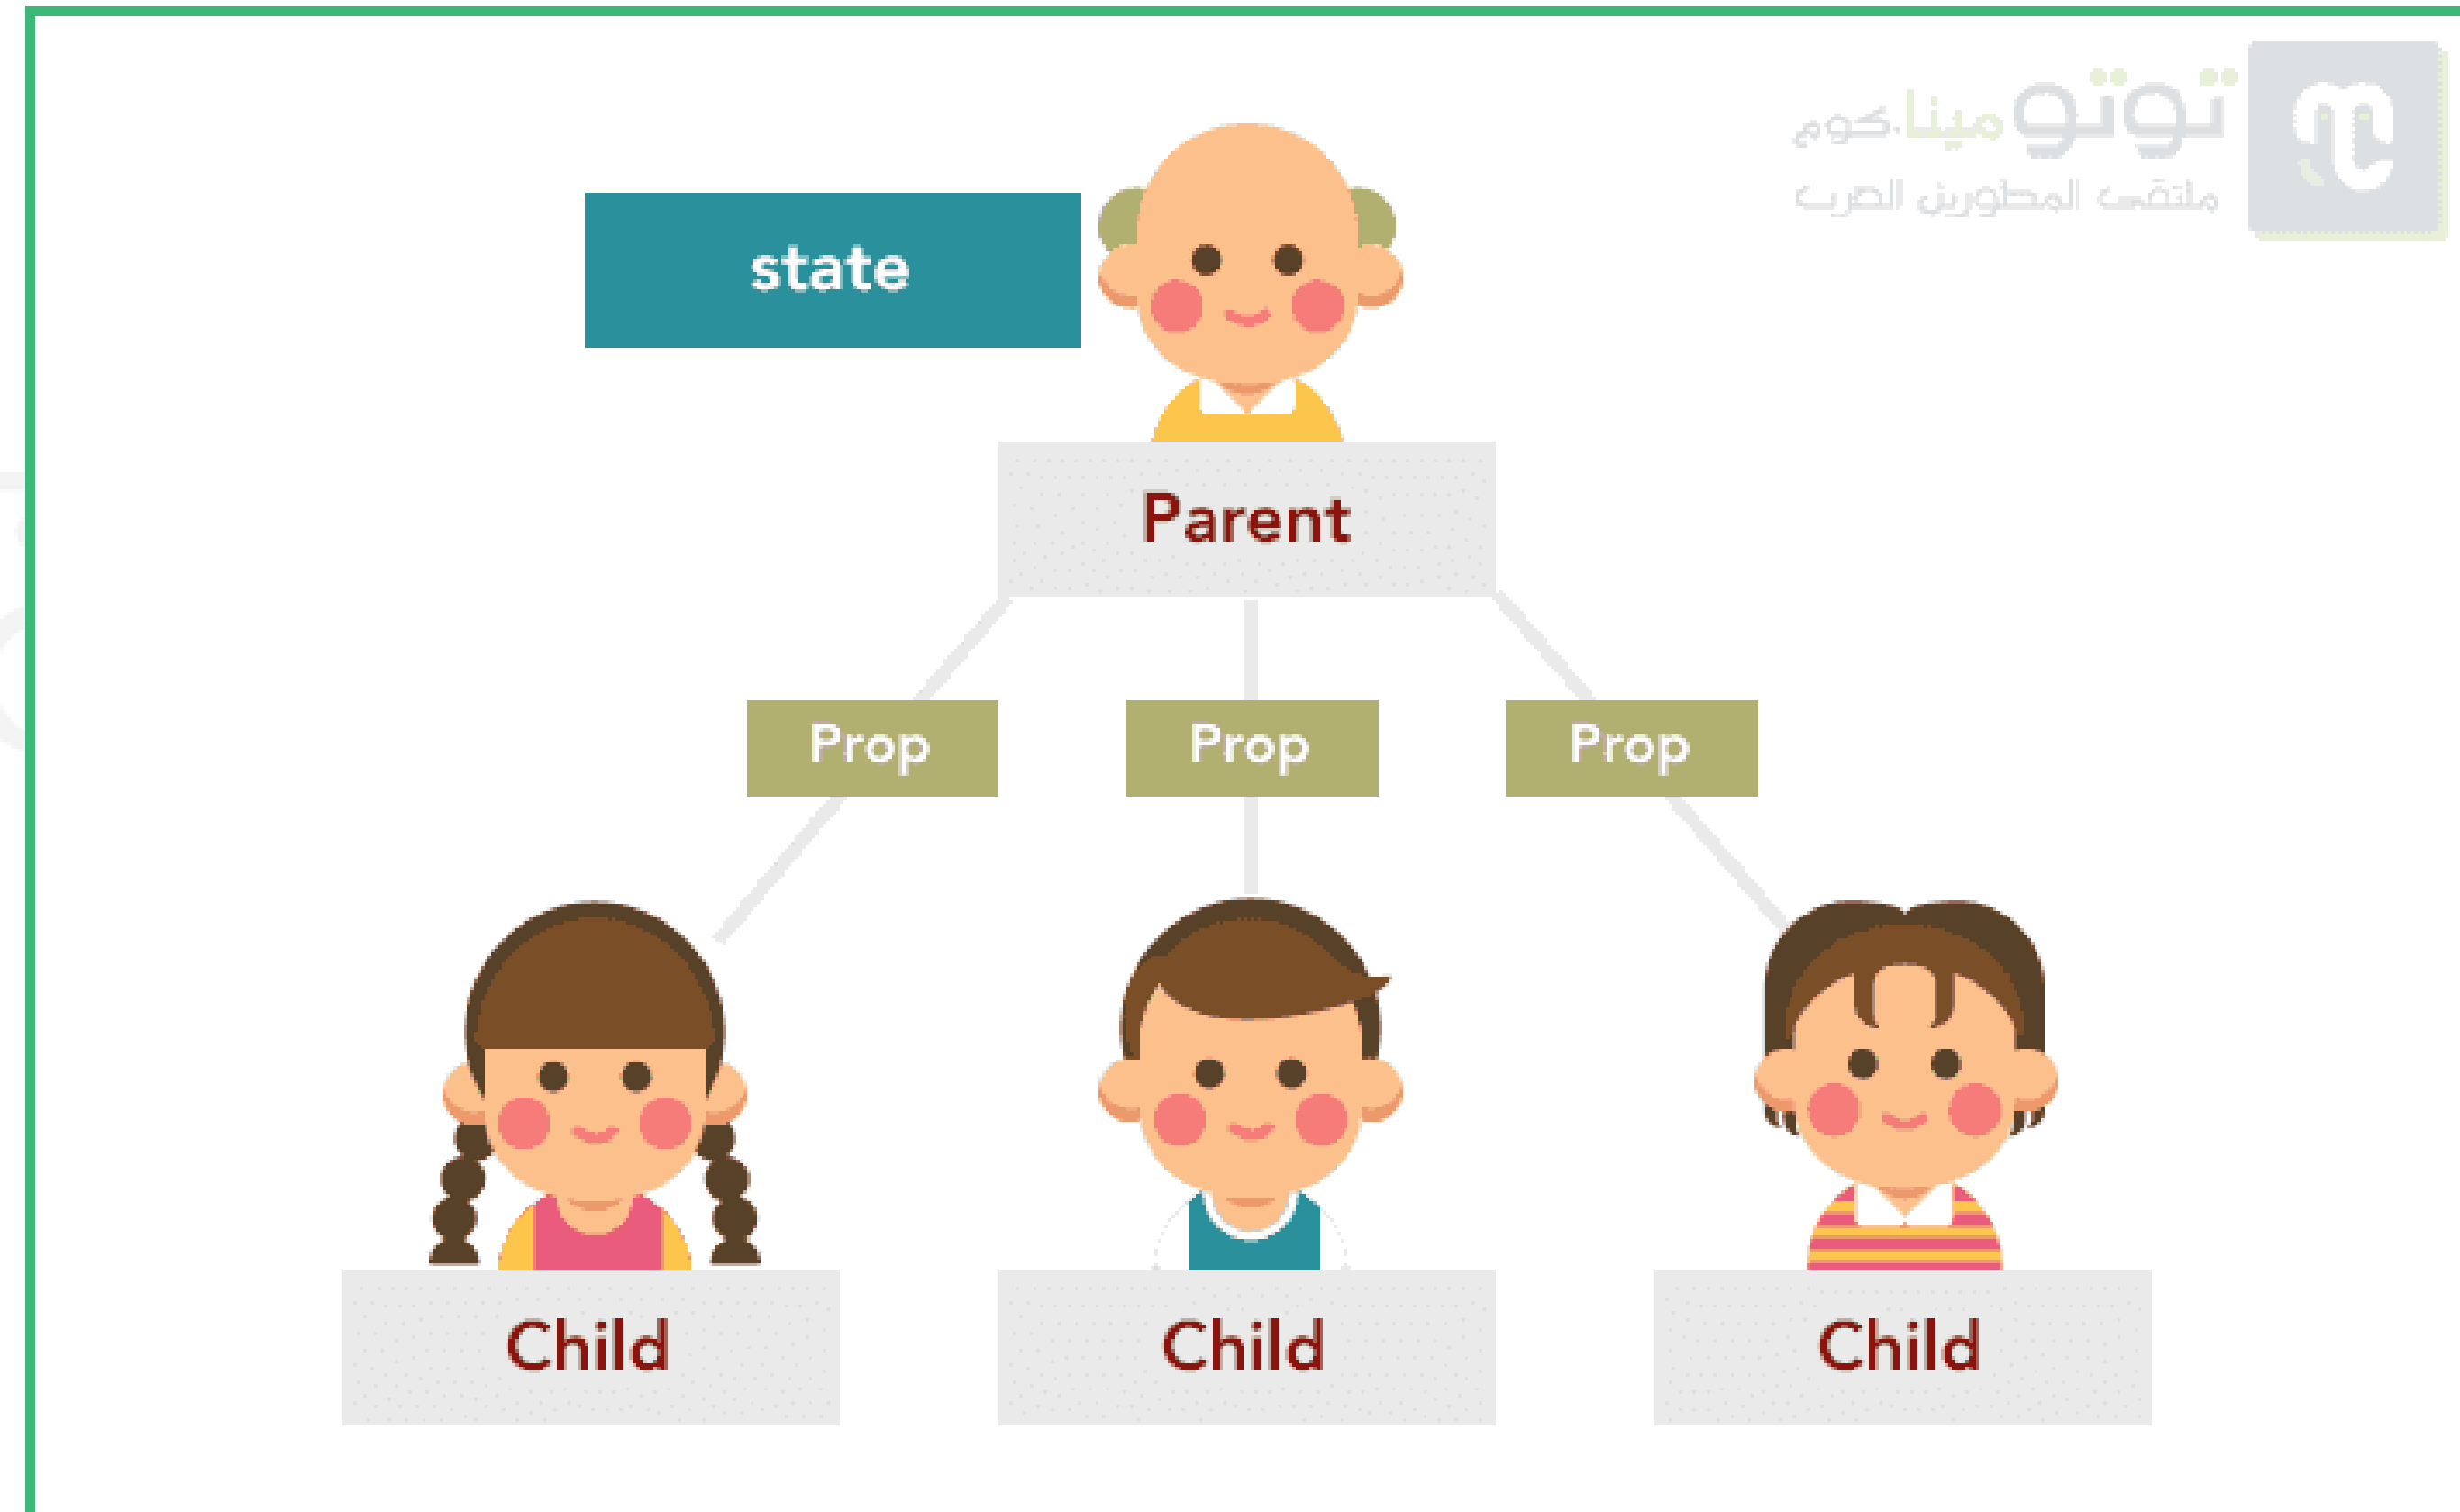 توتو مينا.كوم
ملتقى المطورين العرب
state
Parent
Prop Prop Prop
Child Child Child